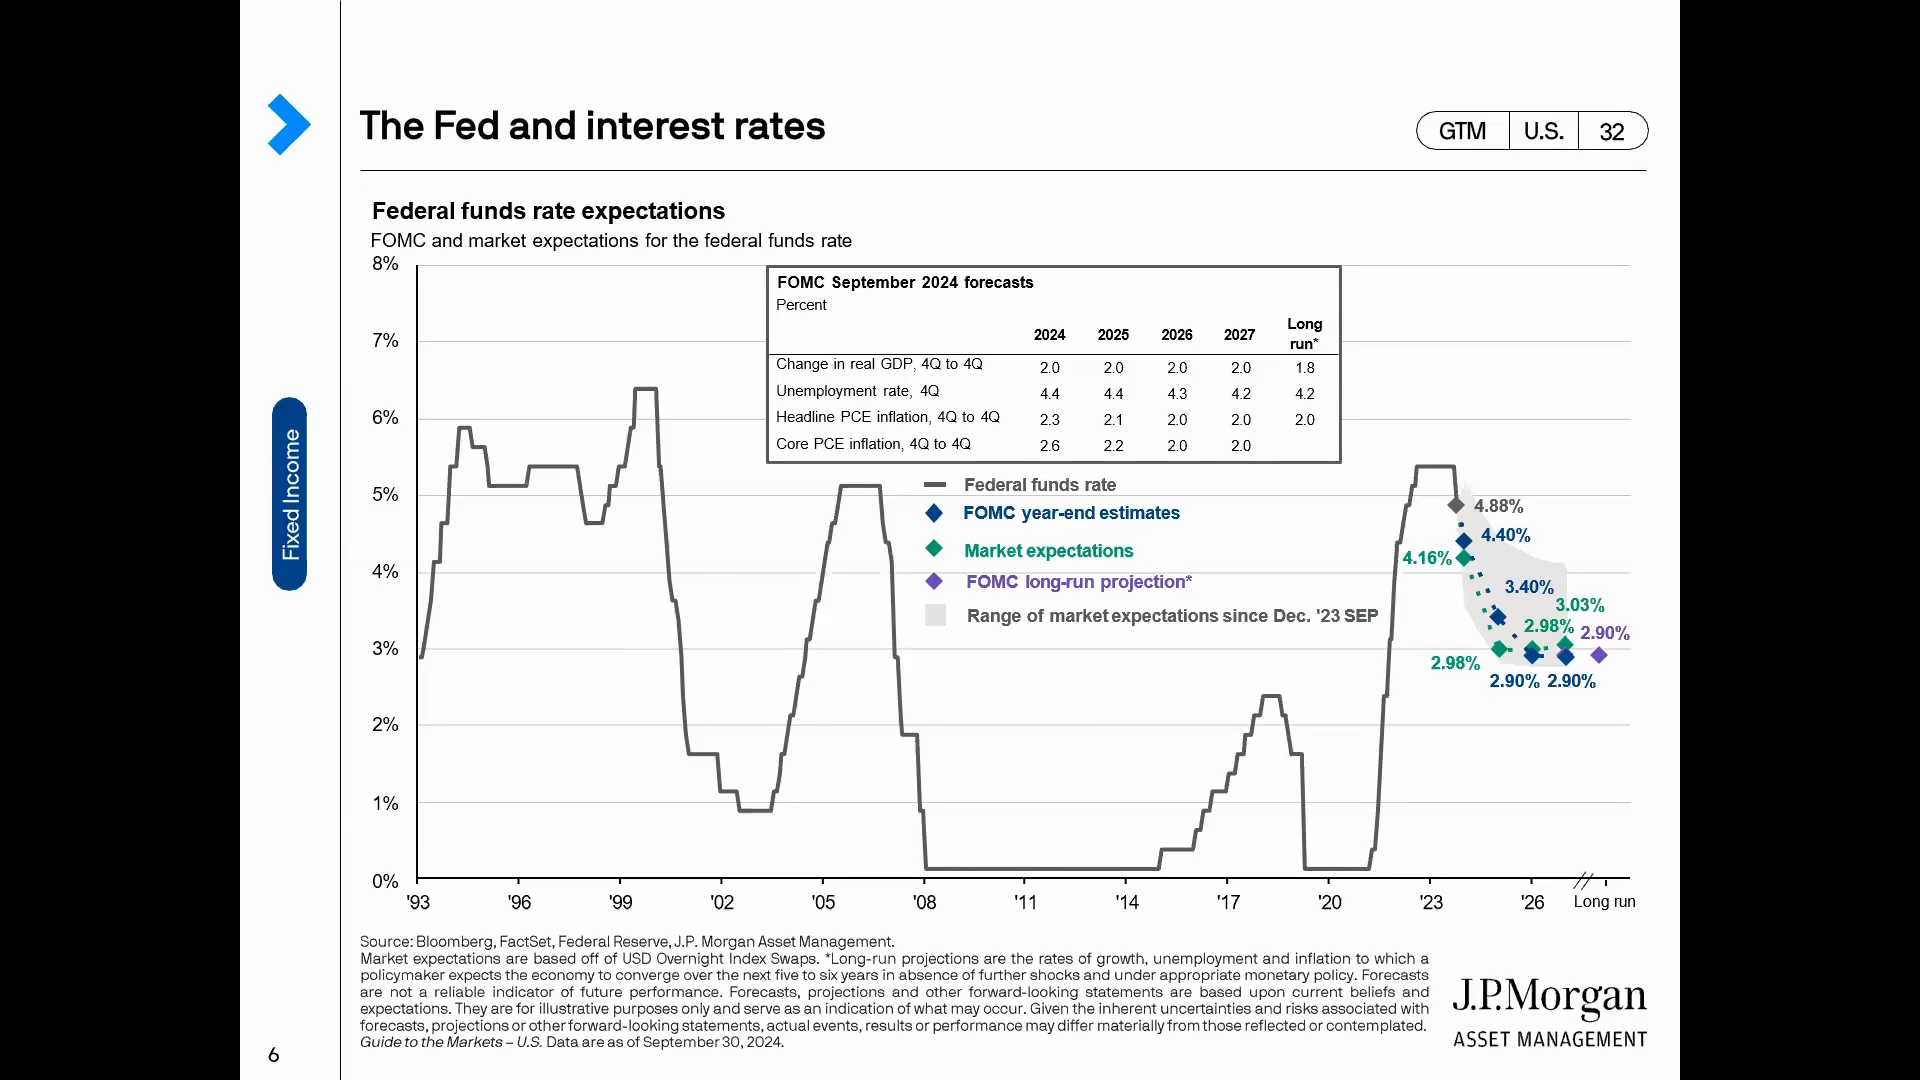 The Fed and interest rates
GTM U.S. 32
Fixed Income
Federal funds rate expectations
FOMC and market expectations for the federal funds rate
8%
7%
6%
5%
4%
3%
2%
1%
0%
FOMC September 2024 forecasts
Percent
2024 2025 2026 2027 Long run*
Change in real GDP, 4Q to 4Q 2.0 2.0 2.0 2.0 1.8
Unemployment rate, 4Q 4.4 4.4 4.3 4.2 4.2
Headline PCE inflation, 4Q to 4Q 2.3 2.1 2.0 2.0 2.0
Core PCE inflation, 4Q to 4Q 2.6 2.2 2.0 2.0
Federal funds rate
FOMC year-end estimates
Market expectations
FOMC long-run projection*
Range of market expectations since Dec. '23 SEP
4.88%
4.40%
4.16%
3.40%
3.03%
2.98%
2.90%
2.98%
2.90% 2.90%
'93 '96 '99 '02 '05 '08 '11 '14 '17 '20 '23 '26 Long run
Source: Bloomberg, FactSet, Federal Reserve, J.P. Morgan Asset Management.
Market expectations are based off of USD Overnight Index Swaps. *Long-run projections are the rates of growth, unemployment and inflation to which a
policymaker expects the economy to converge over the next five to six years in absence of further shocks and under appropriate monetary policy. Forecasts
are not a reliable indicator of future performance. Forecasts, projections and other forward-looking statements are based upon current beliefs and
expectations. They are for illustrative purposes only and serve as an indication of what may occur. Given the inherent uncertainties and risks associated with
forecasts, projections or other forward-looking statements, actual events, results or performance may differ materially from those reflected or contemplated.
Guide to the Markets – U.S. Data are as of September 30, 2024.
J.P.Morgan
ASSET MANAGEMENT
6